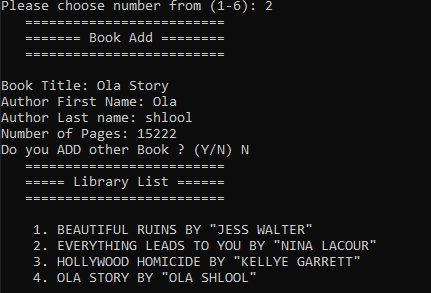 Please choose number from (1-6): 2
=========================
======= Book Add ========
=========================
Book Title: Ola Story
Author First Name: Ola
Author Last name: shlool
Number of Pages: 15222
Do you ADD other Book ? (Y/N) N
=========================
===== Library List ======
=========================
1. BEAUTIFUL RUINS BY "JESS WALTER"
2. EVERYTHING LEADS TO YOU BY "NINA LACOUR"
3. HOLLYWOOD HOMICIDE BY "KELLYE GARRETT"
4. OLA STORY BY "OLA SHLOOL"